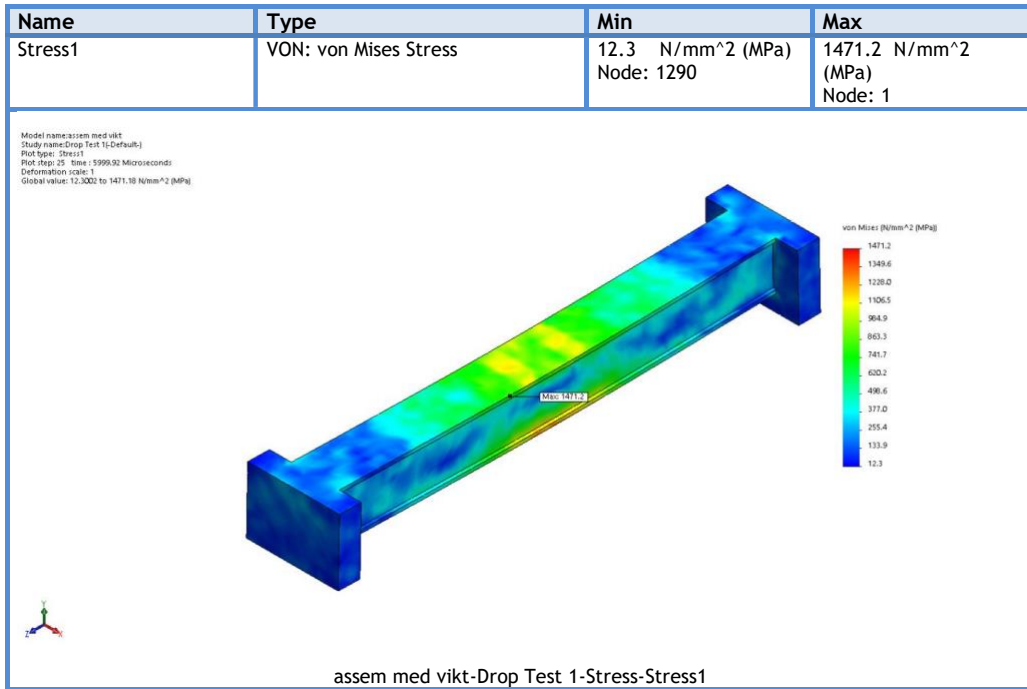 Name Type Min Max
Stress1 VON: von Mises Stress 12.3 N/mm^2 (MPa) 1471.2 N/mm^2
Node: 1290 (MPa)
Node: 1
Model name:assem med vikt
Study name:Drop Test 1(-Default-)
Plot type: Stress1
Plot step: 25 time : 5999.92 Microseconds
Deformation scale: 1
Global value: 12.3002 to 1471.18 N/mm^2 (MPa)
von Mises (N/mm^2 (MPa))
1471.2
1349.6
1228.0
1106.5
984.9
863.3
741.7
620.2
498.6
377.0
255.4
133.9
12.3
Max: 1471.2
Y
Z X
assem med vikt-Drop Test 1-Stress-Stress1